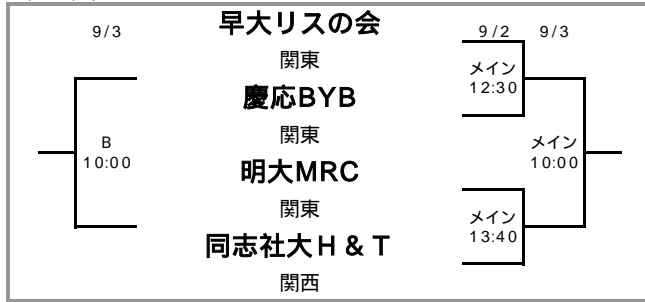 9/3 早大リスの会 9/2 9/3
関東
メイン
12:30
慶応BYB
関東
B
10:00
メイン
10:00
明大MRC
関東
メイン
13:40
同志社大H & T
関西